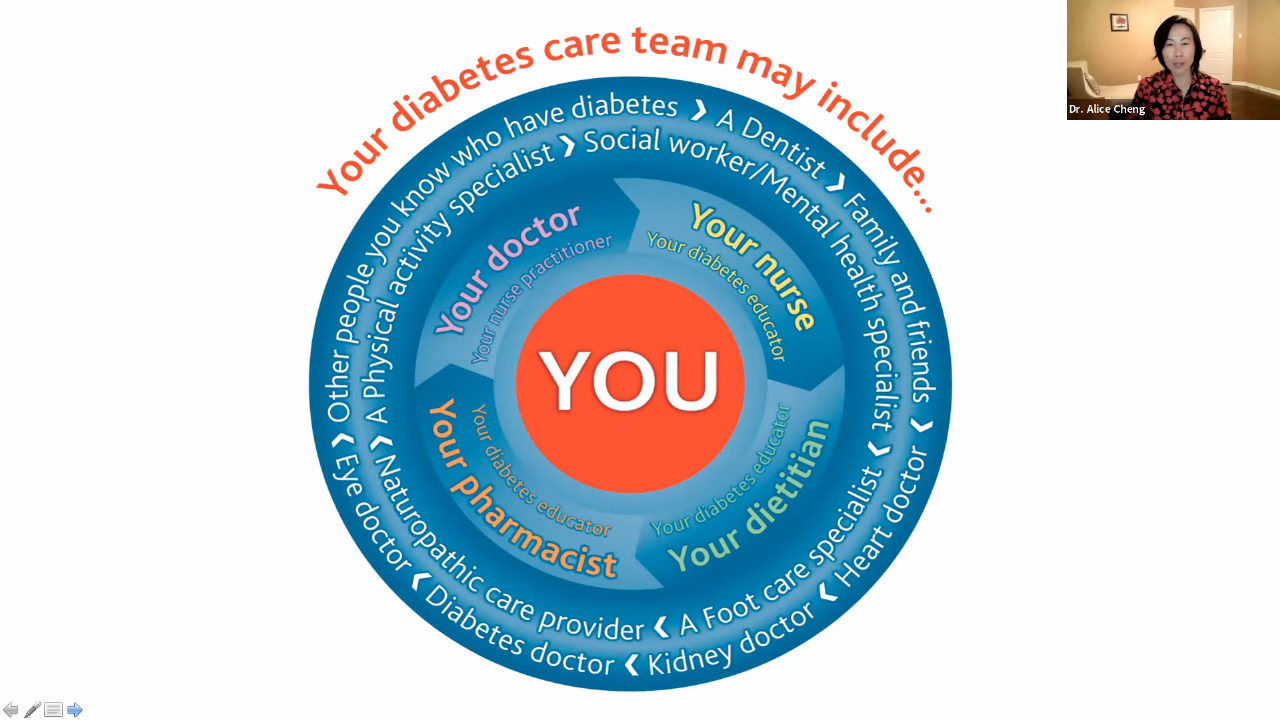 Your diabetes care team may include...
Other people you know who have diabetes ❯ A Dentist ❯ Family and friends ❯ Heart doctor ❯ Kidney doctor ❯ Diabetes doctor ❯ Eye doctor ❯
A Physical activity specialist ❯ Social worker/Mental health specialist ❯ A Foot care specialist ❯ Naturopathic care provider ❯
Your doctor
Your nurse practitioner
Your nurse
Your diabetes educator
Your dietitian
Your diabetes educator
Your pharmacist
Your diabetes educator
YOU
Dr. Alice Cheng